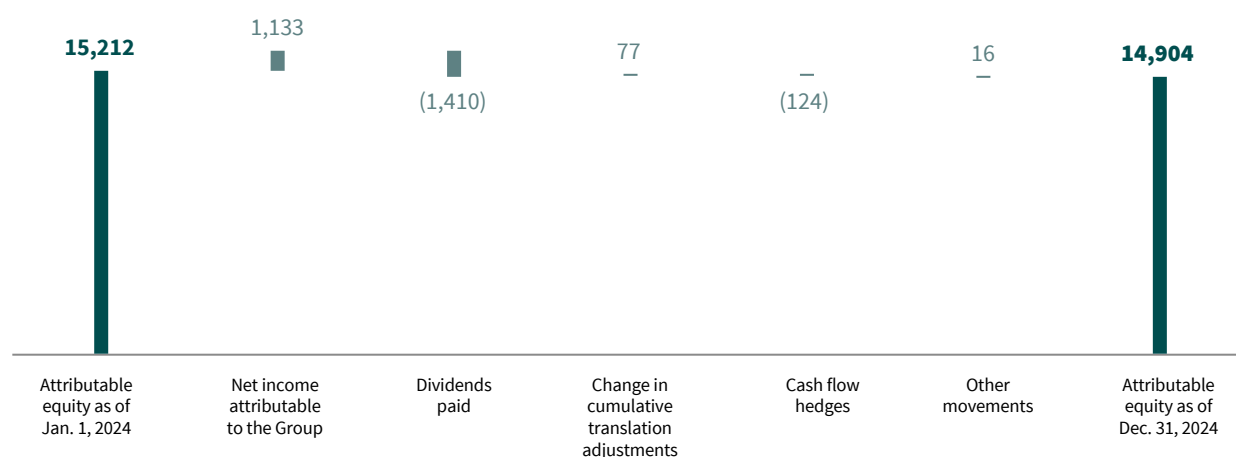 15,212
1,133
(1,410)
77
(124)
16
14,904
Attributable
equity as of
Jan. 1, 2024
Net income
attributable
to the Group
Dividends
paid
Change in
cumulative
translation
adjustments
Cash flow
hedges
Other
movements
Attributable
equity as of
Dec. 31, 2024